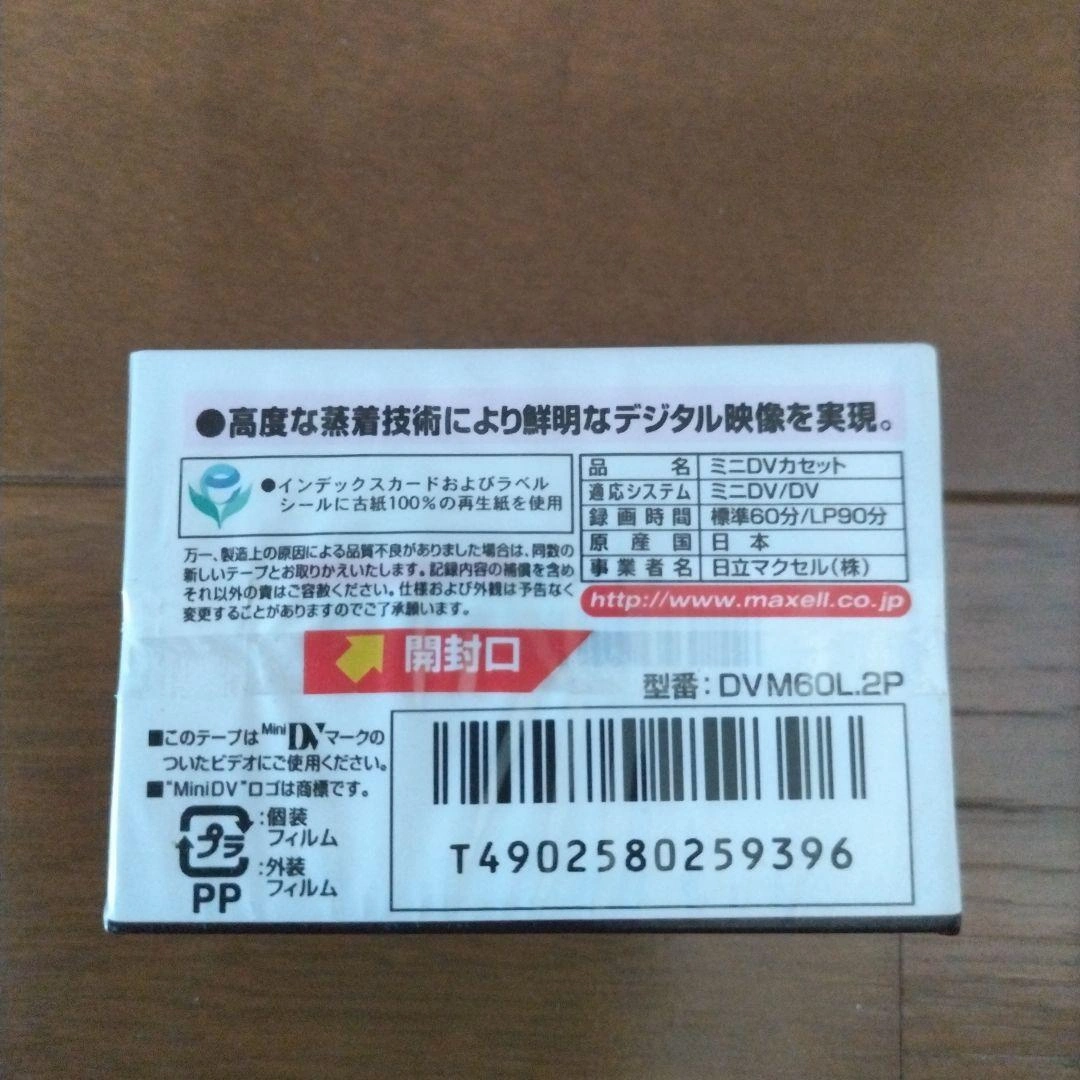 ●高度な蒸着技術により鮮明なデジタル映像を実現。
●インデックスカードおよびラベル
シールに古紙100%の再生紙を使用
品名 ミニDVカセット
適応システム ミニDV/DV
録画時間 標準60分/LP90分
原産国 日本
事業者名 日立マクセル(株)
万一、製造上の原因による品質不良がありました場合は、同数の
新しいテープとお取りかえいたします。記録内容の補償を含め
それ以外の責はご容赦ください。仕様および外観は予告なく
変更することがありますのでご了承願います。
http://www.maxell.co.jp
開封口
型番:DVM60L.2P
■このテープはMini DVマークの
ついたビデオにご使用ください。
■"MiniDV"ロゴは商標です。
プラ
PP
:個装
フィルム
:外装
フィルム
T4902580259396